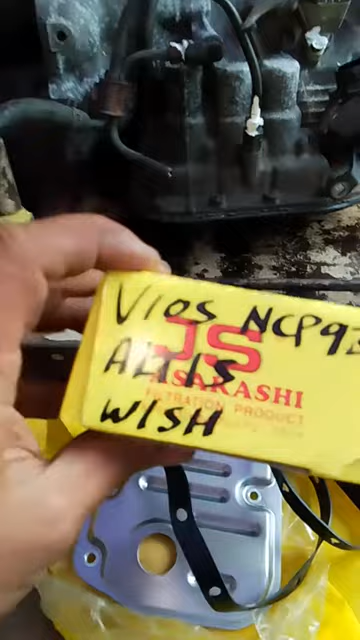 VIOS NCP93
ALTIS
WISH
JS
ASAKASHI
FILTRATION PRODUCT